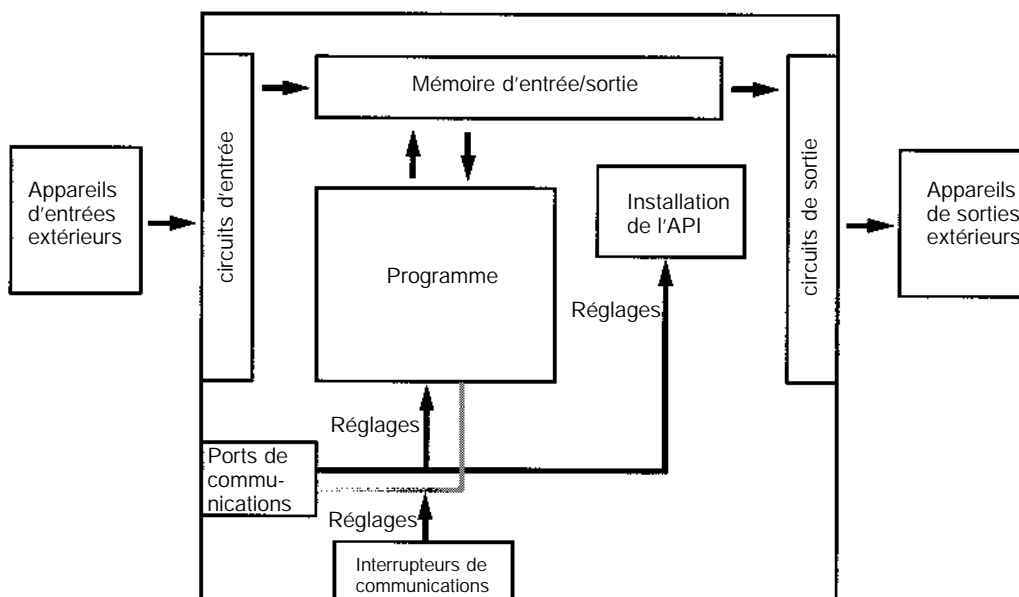 Mémoire d'entrée/sortie
circuits d'entrée
circuits de sortie
Appareils
d'entrées
extérieurs
Installation
de l'API
Appareils
de sorties
extérieurs
Programme
Réglages
Réglages
Ports de
commu-
nications
Réglages
Interrupteurs de
communications